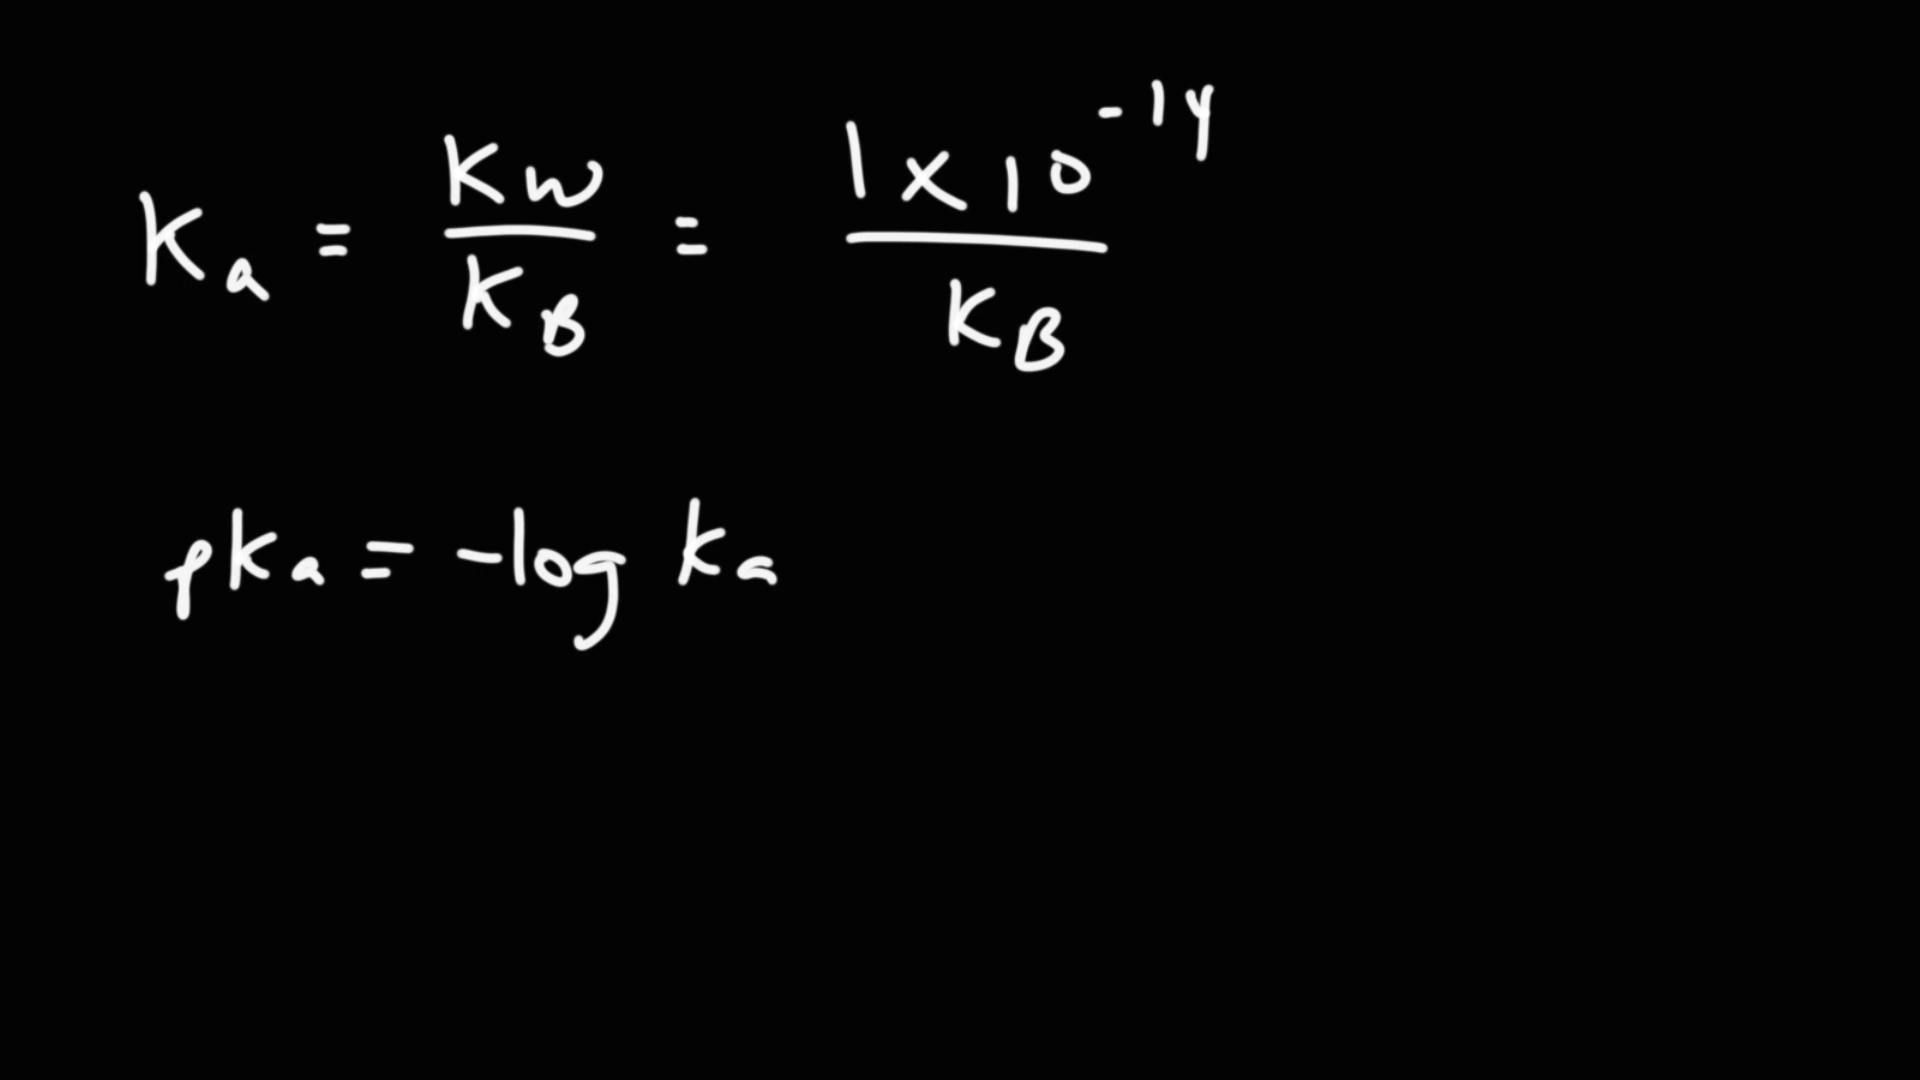 Ka = Kw/KB = 1 x 10^-14/KB
pKa = -log Ka